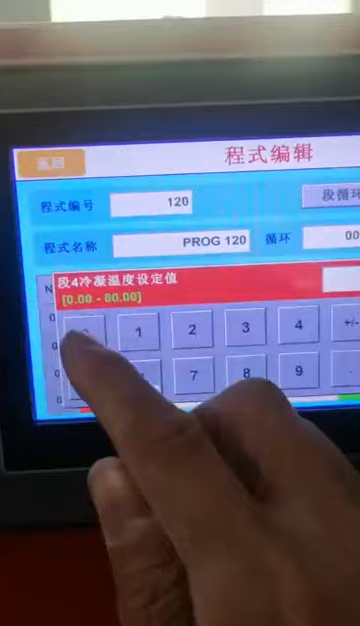 返回
程式编辑
程式编号 120 段循环
程式名称 PROG 120 循环 00
段4冷凝温度设定值
[0.00 - 80.00]
1 2 3 4 +/-
7 8 9